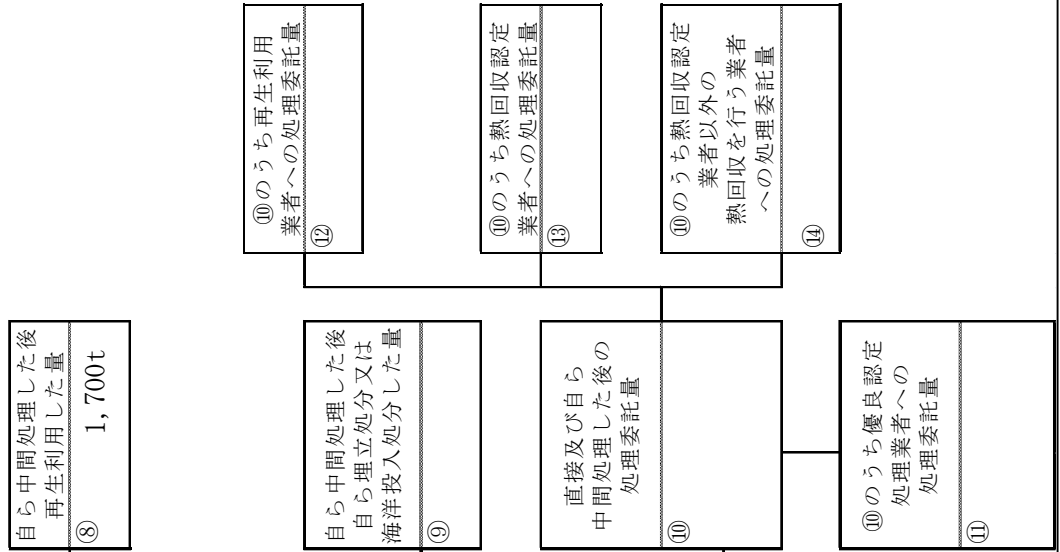 自ら中間処理した後
再生利用した量
⑧
1,700t
自ら中間処理した後
自ら埋立処分又は
海洋投入処分した量
⑨
直接及び自ら
中間処理した後の
処理委託量
⑩
⑩のうち優良認定
処理業者への
処理委託量
⑪
⑩のうち再生利用
業者への処理委託量
⑫
⑩のうち熱回収認定
業者への処理委託量
⑬
⑩のうち熱回収認定
業者以外の
熱回収を行う業者
への処理委託量
⑭